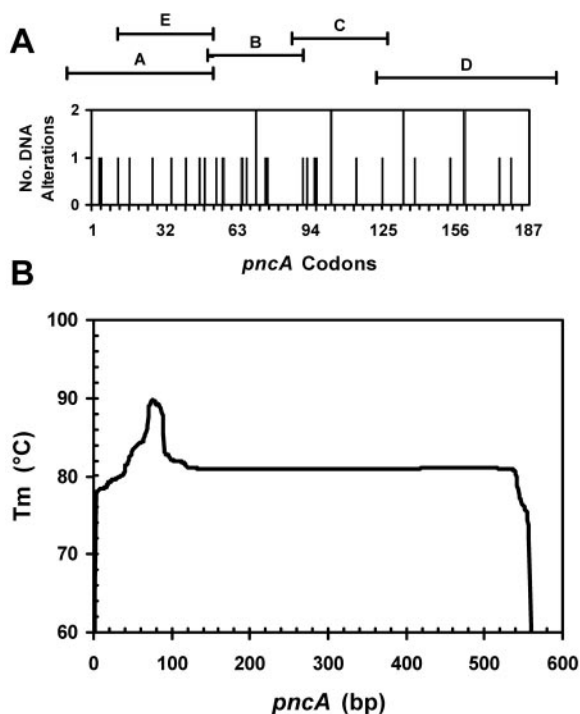 E
A
B
C
A
D
No. DNA
Alterations
2
1
0
1 32 63 94 125 156 187
pncA Codons
B
100
90
80
70
60
Tm (°C)
0 100 200 300 400 500 600
pncA (bp)